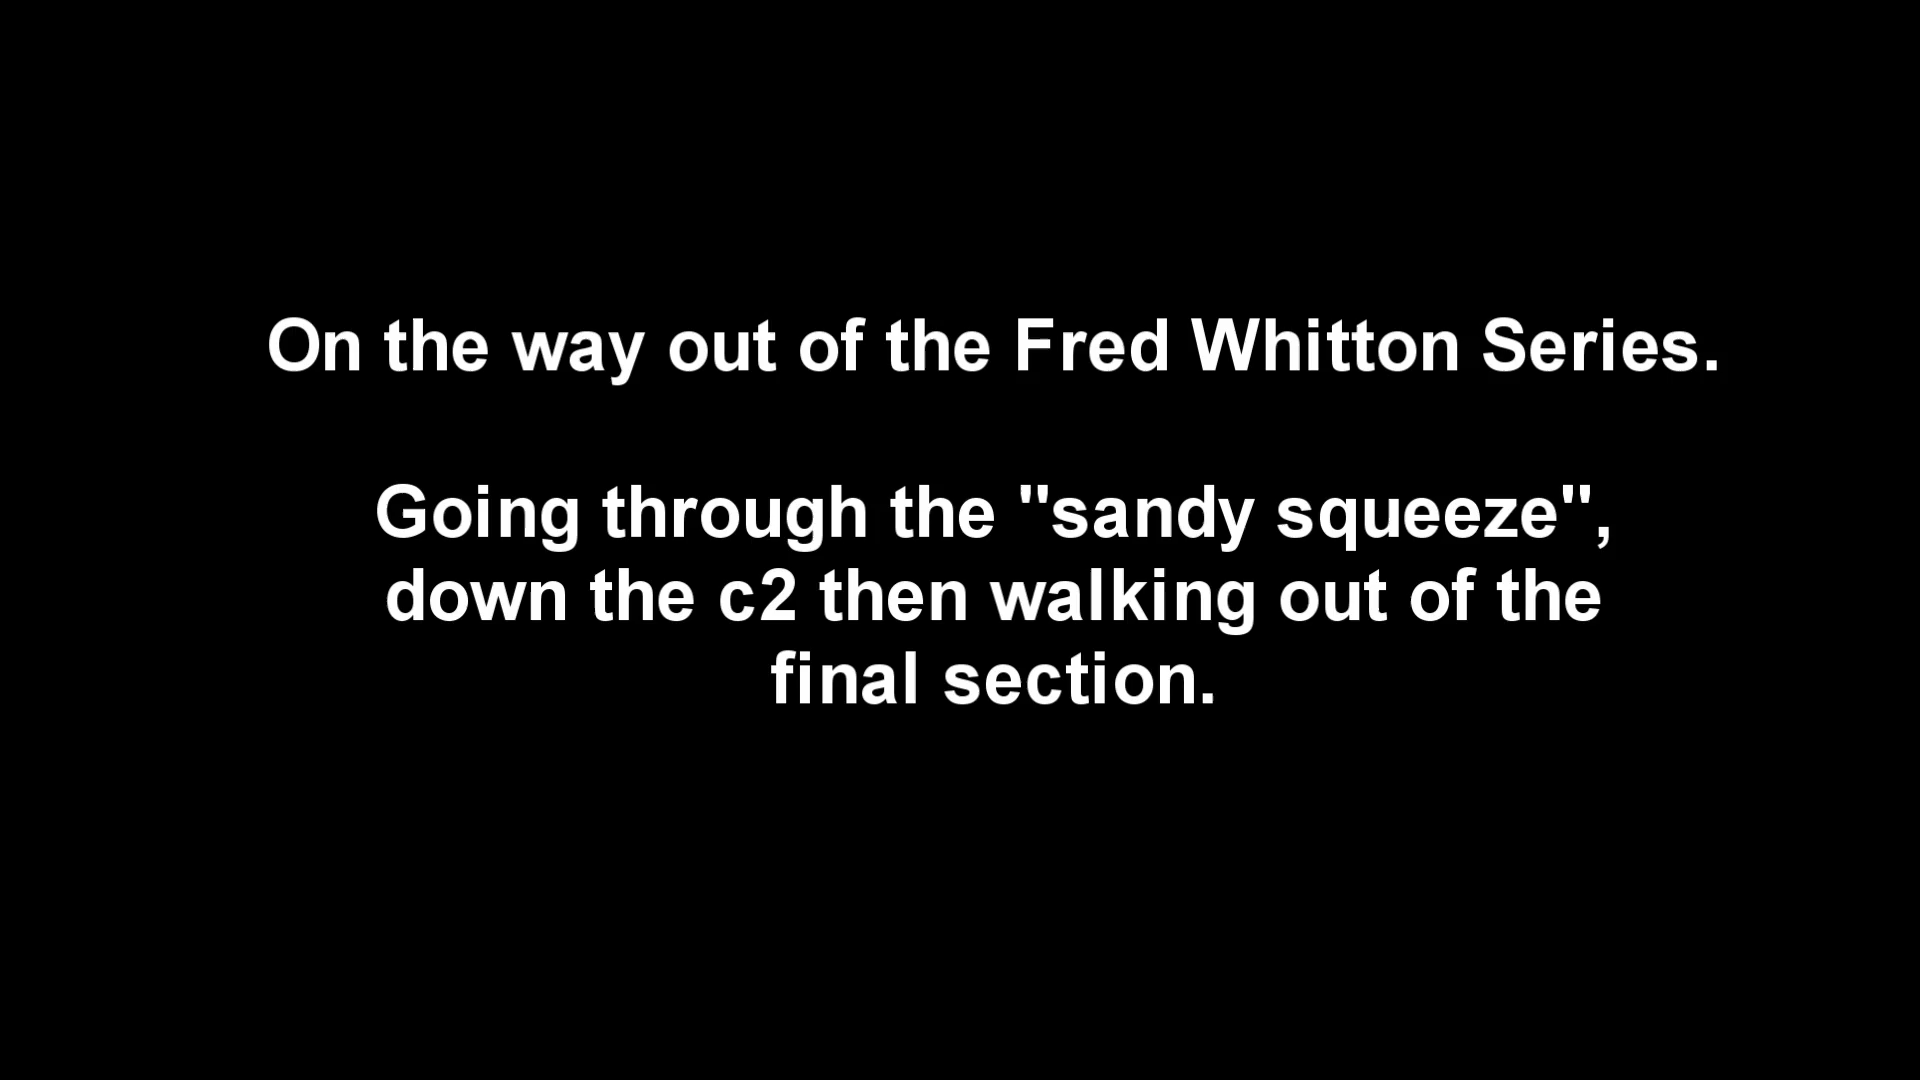 On the way out of the Fred Whitton Series.
Going through the "sandy squeeze",
down the c2 then walking out of the
final section.